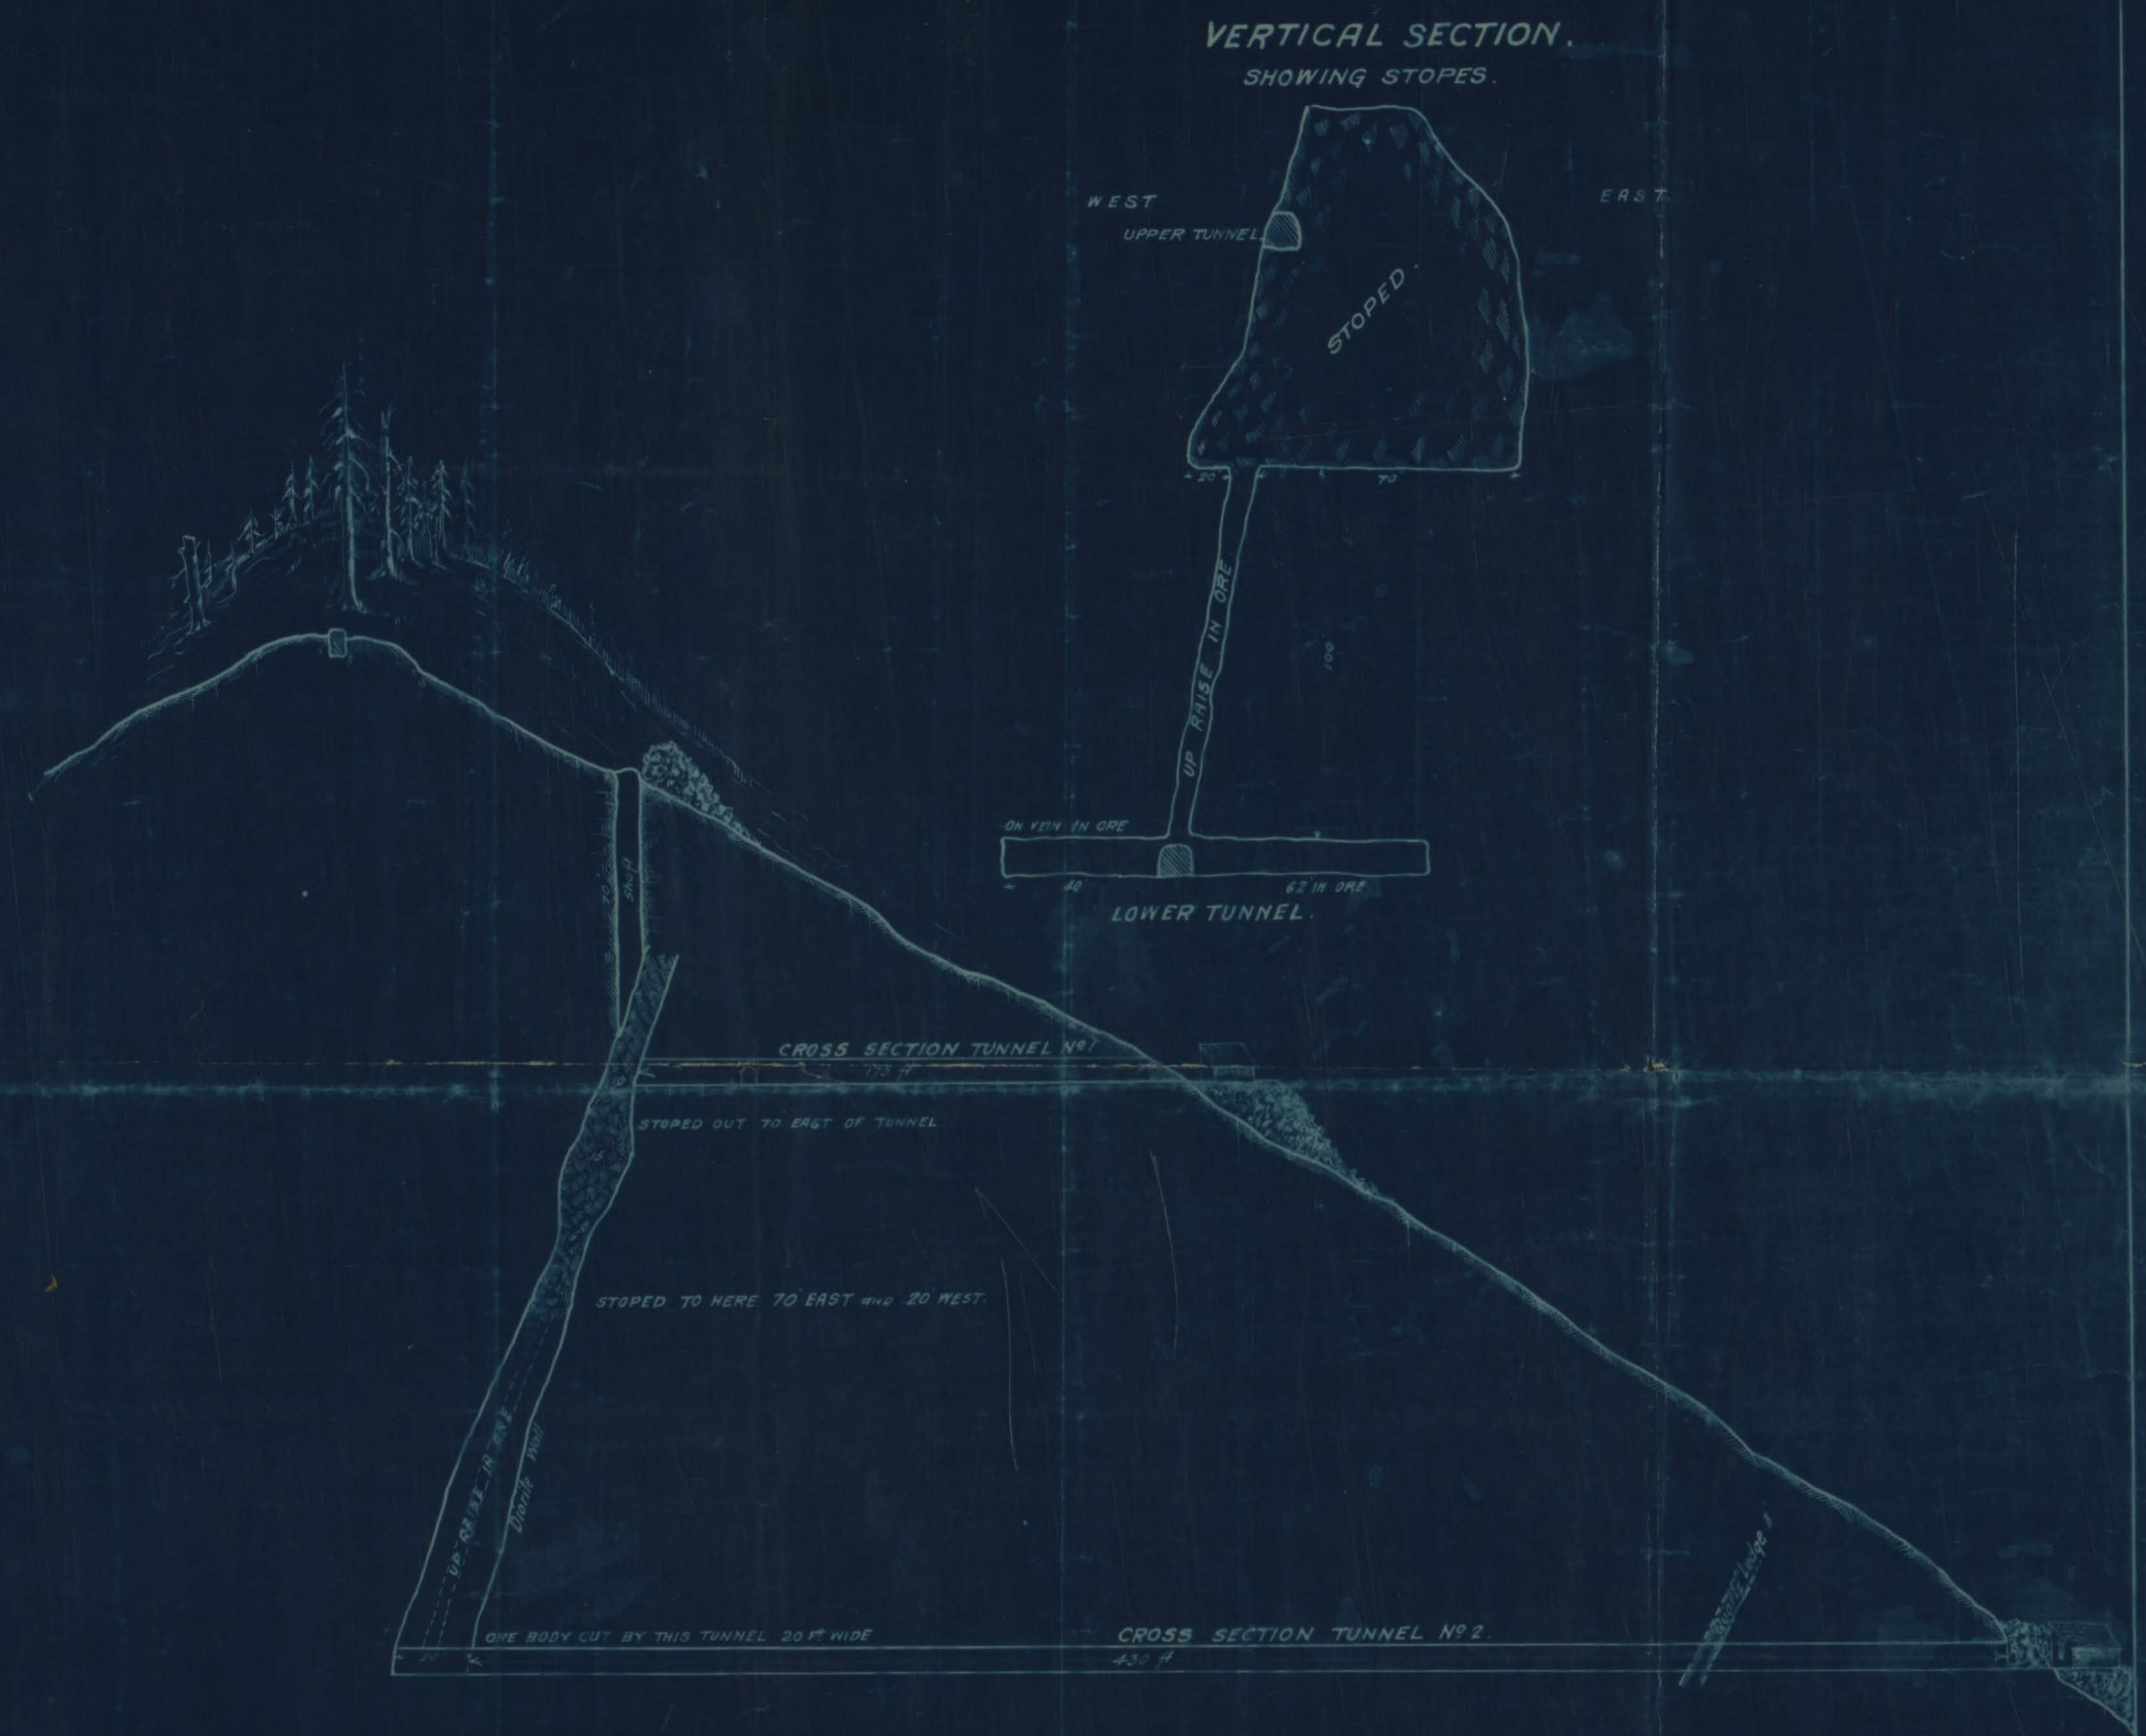 VERTICAL SECTION.
SHOWING STOPES.
WEST
EAST
UPPER TUNNEL.
STOPED.
20'
70'
UP RAISE IN ORE
100
ON VEIN IN ORE
40
62' IN ORE
LOWER TUNNEL.
70'
Shaft
CROSS SECTION TUNNEL Nº 1
STOPED OUT 70' EAST OF TUNNEL.
15
STOPED TO HERE 70' EAST AND 20' WEST.
UP-RAISE IN ORE
Diorite Wall
Ledge
ORE BODY CUT BY THIS TUNNEL 20 FT WIDE
CROSS SECTION TUNNEL Nº 2.
20
430 ft